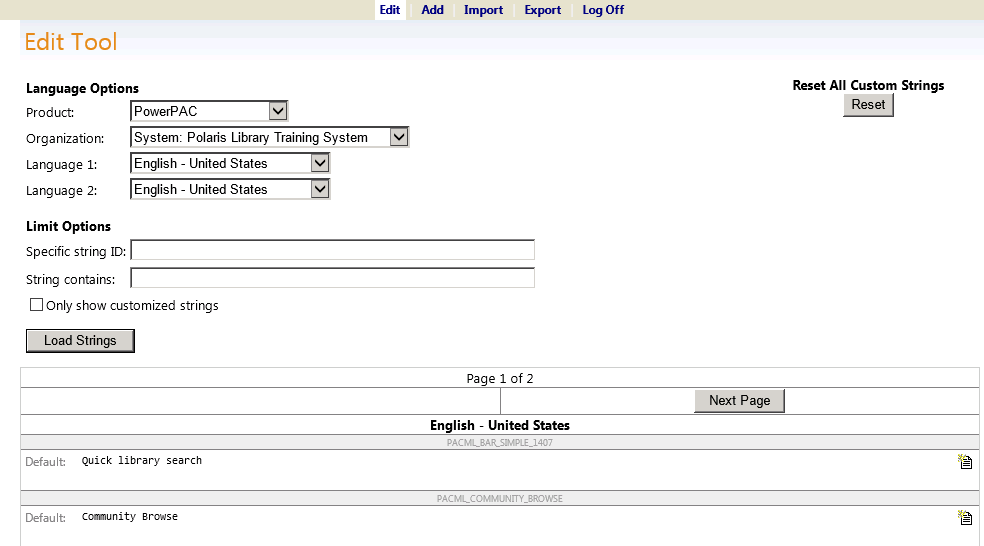 Edit Add Import Export Log Off
Edit Tool
Language Options
Reset All Custom Strings
Product: PowerPAC
Reset
Organization: System: Polaris Library Training System
Language 1: English - United States
Language 2: English - United States
Limit Options
Specific string ID:
String contains:
Only show customized strings
Load Strings
Page 1 of 2
Next Page
English - United States
PACML_BAR_SIMPLE_1407
Default: Quick library search
PACML_COMMUNITY_BROWSE
Default: Community Browse